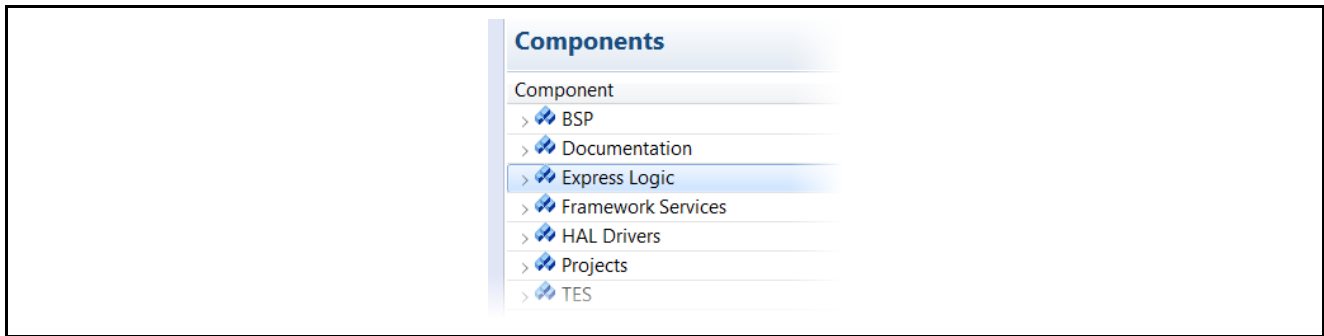 Components
Component
BSP
Documentation
Express Logic
Framework Services
HAL Drivers
Projects
TES